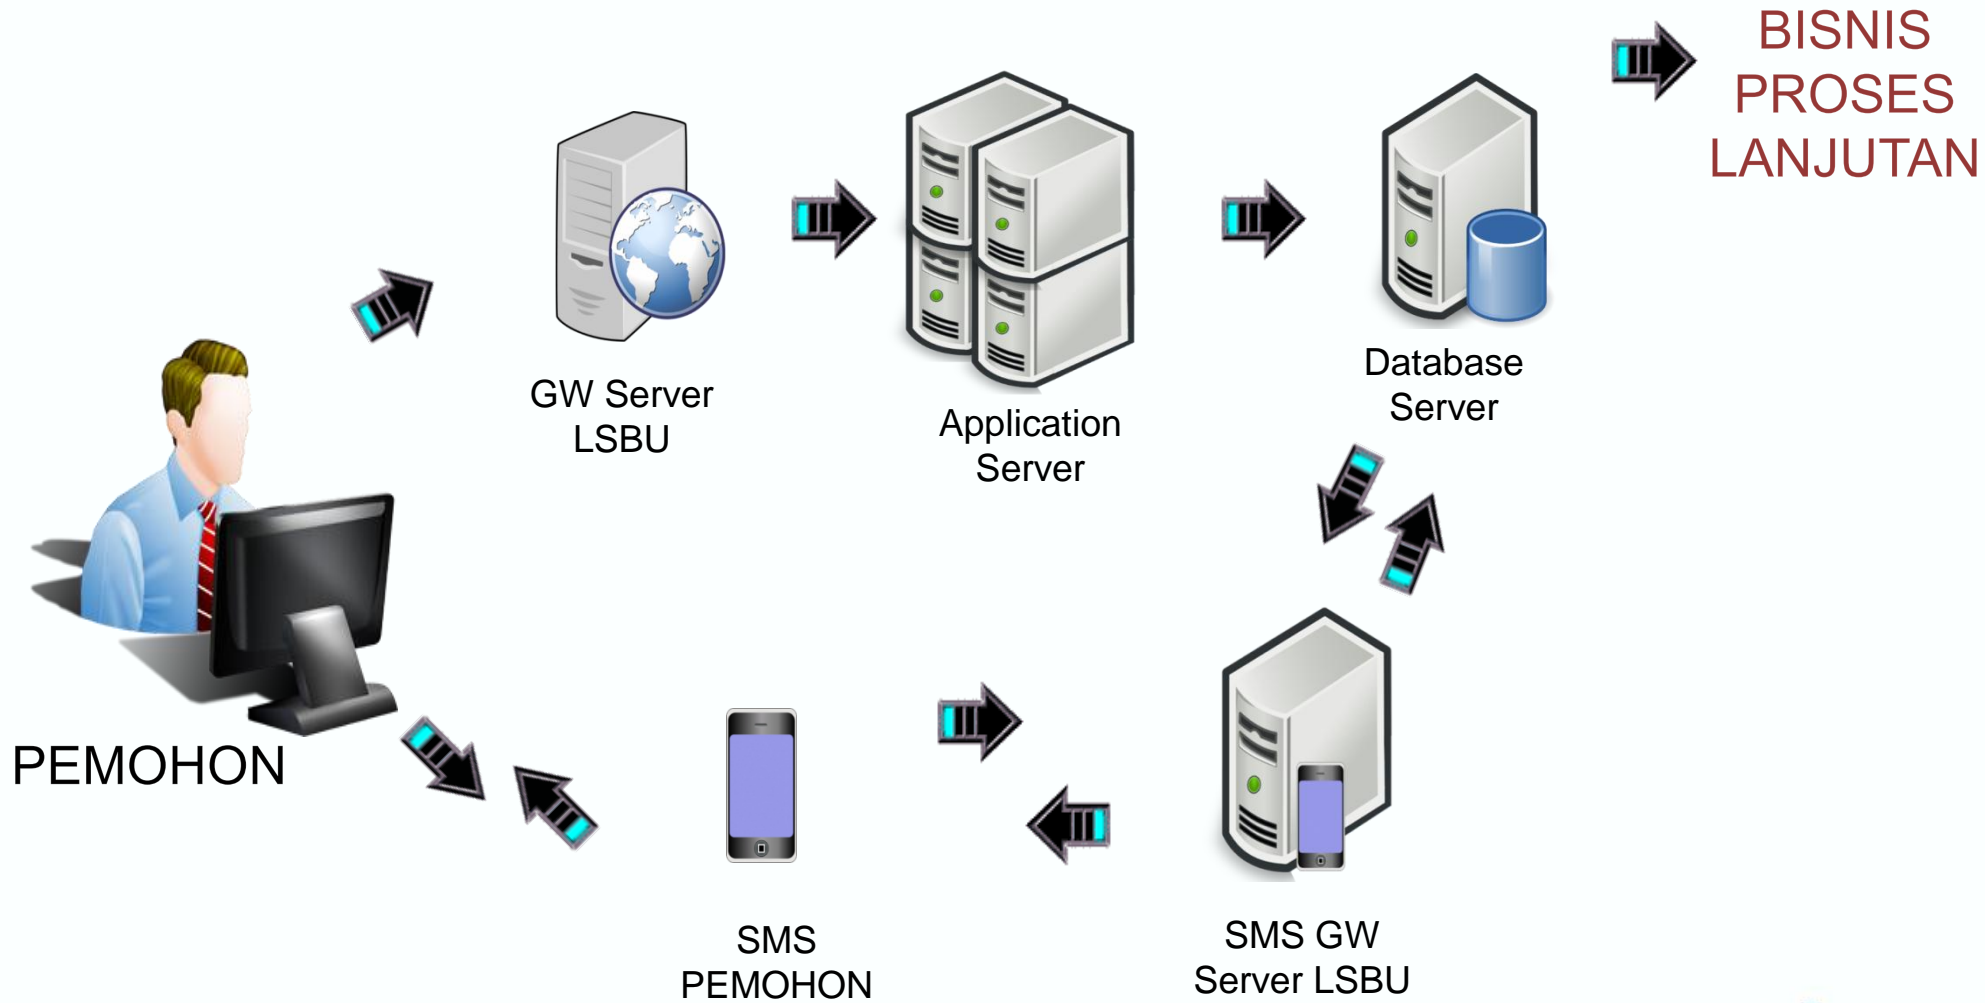 BISNIS
PROSES
LANJUTAN
GW Server
LSBU
Application
Server
Database
Server
PEMOHON
SMS
PEMOHON
SMS GW
Server LSBU